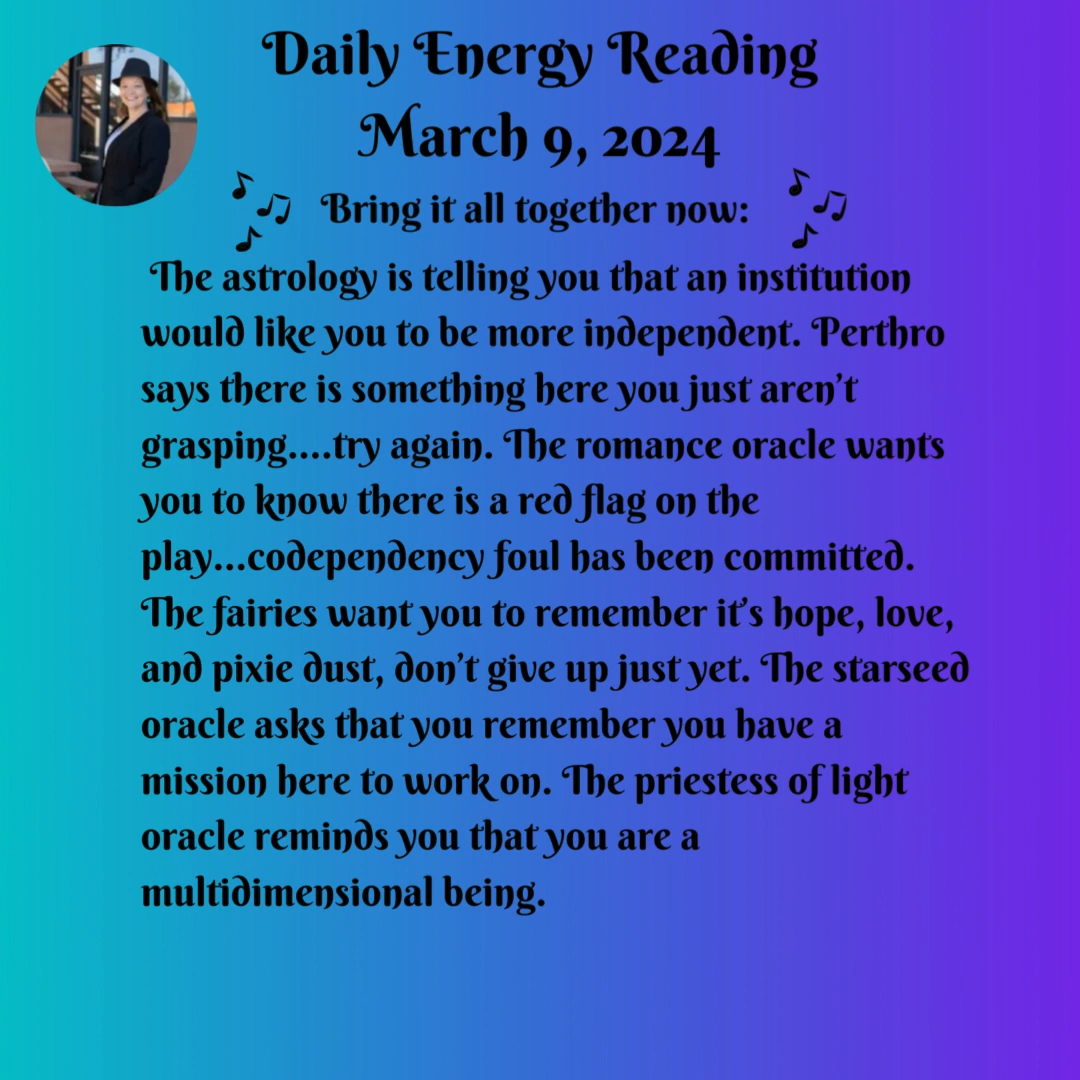 Daily Energy Reading
March 9, 2024
Bring it all together now:
The astrology is telling you that an institution
would like you to be more independent. Perthro
says there is something here you just aren't
grasping....try again. The romance oracle wants
you to know there is a red flag on the
play...codependency foul has been committed.
The fairies want you to remember it's hope, love,
and pixie dust, don't give up just yet. The starseed
oracle asks that you remember you have a
mission here to work on. The priestess of light
oracle reminds you that you are a
multidimensional being.